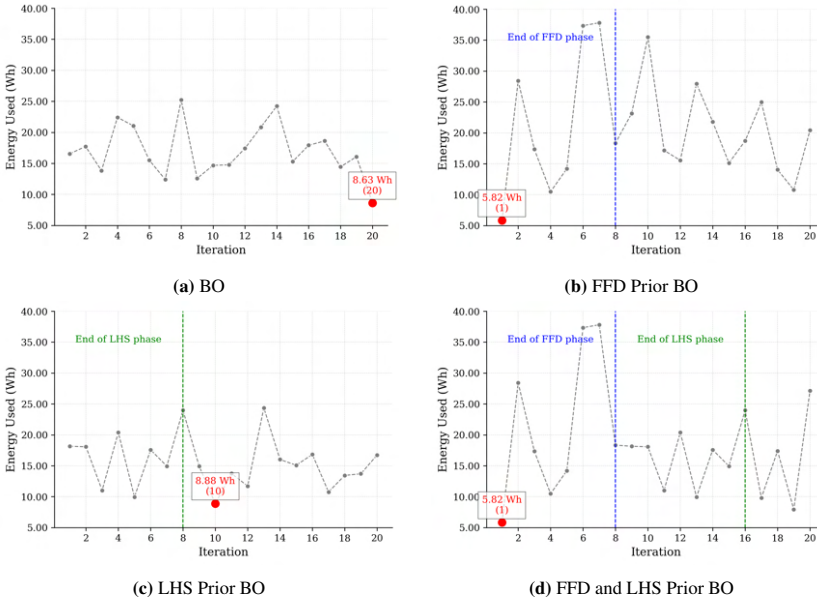 40.00
35.00
30.00
25.00
20.00
15.00
10.00
5.00
Energy Used (Wh)
8.63 Wh
(20)
2 4 6 8 10 12 14 16 18 20
Iteration
(a) BO
40.00
35.00
30.00
25.00
20.00
15.00
10.00
5.00
Energy Used (Wh)
End of FFD phase
5.82 Wh
(1)
2 4 6 8 10 12 14 16 18 20
Iteration
(b) FFD Prior BO
40.00
35.00
30.00
25.00
20.00
15.00
10.00
5.00
Energy Used (Wh)
End of LHS phase
8.88 Wh
(10)
2 4 6 8 10 12 14 16 18 20
Iteration
(c) LHS Prior BO
40.00
35.00
30.00
25.00
20.00
15.00
10.00
5.00
Energy Used (Wh)
End of FFD phase
End of LHS phase
5.82 Wh
(1)
2 4 6 8 10 12 14 16 18 20
Iteration
(d) FFD and LHS Prior BO